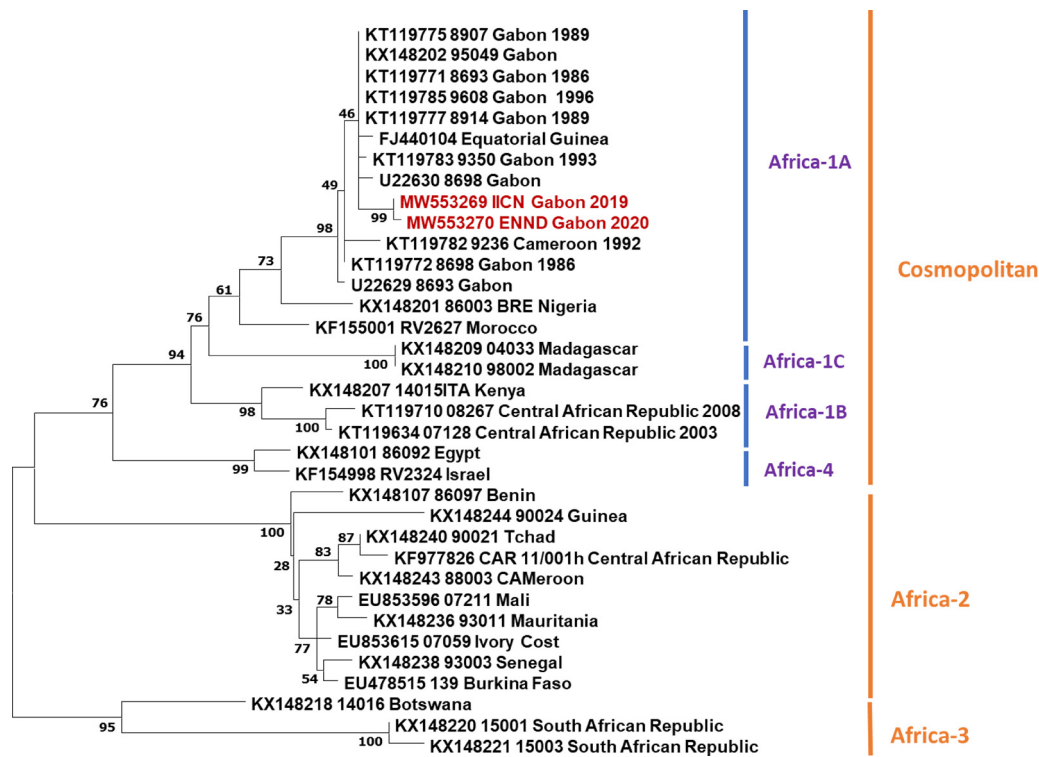 KT119775 8907 Gabon 1989
KX148202 95049 Gabon
KT119771 8693 Gabon 1986
KT119785 9608 Gabon 1996
46
KT119777 8914 Gabon 1989
FJ440104 Equatorial Guinea
KT119783 9350 Gabon 1993
Africa-1A
49
U22630 8698 Gabon
MW553269 IICN Gabon 2019
99
MW553270 ENND Gabon 2020
98
KT119782 9236 Cameroon 1992
73
KT119772 8698 Gabon 1986
Cosmopolitan
U22629 8693 Gabon
61
KX148201 86003 BRE Nigeria
76
KF155001 RV2627 Morocco
94
KX148209 04033 Madagascar
100
KX148210 98002 Madagascar
Africa-1C
KX148207 14015ITA Kenya
76
98
KT119710 08267 Central African Republic 2008
Africa-1B
100
KT119634 07128 Central African Republic 2003
KX148101 86092 Egypt
99
KF154998 RV2324 Israel
Africa-4
KX148107 86097 Benin
100
KX148244 90024 Guinea
87
KX148240 90021 Tchad
83
KF977826 CAR 11/001h Central African Republic
28
KX148243 88003 CAMeroon
78
EU853596 07211 Mali
Africa-2
33
KX148236 93011 Mauritania
77
EU853615 07059 Ivory Cost
KX148238 93003 Senegal
54
EU478515 139 Burkina Faso
KX148218 14016 Botswana
95
KX148220 15001 South African Republic
Africa-3
100
KX148221 15003 South African Republic